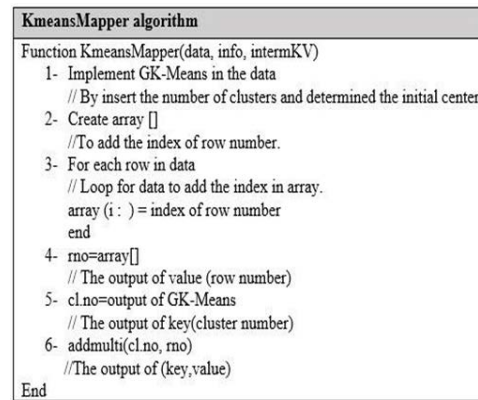 KmeansMapper algorithm
Function KmeansMapper(data, info, intermKV)
1- Implement GK-Means in the data
// By insert the number of clusters and determined the initial center
2- Create array []
//To add the index of row number.
3- For each row in data
// Loop for data to add the index in array.
array (i : ) = index of row number
end
4- rno=array[]
// The output of value (row number)
5- cl.no=output of GK-Means
// The output of key(cluster number)
6- addmulti(cl.no, rno)
//The output of (key,value)
End